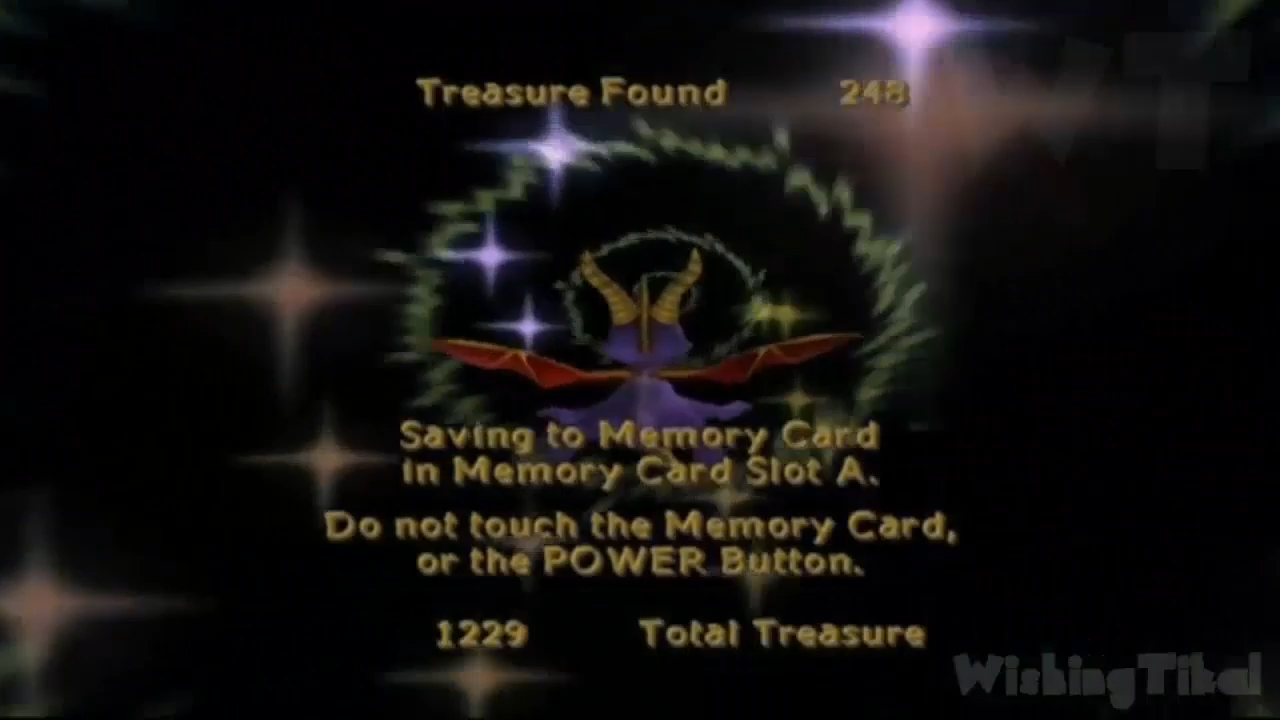 WT
Treasure Found 248
Saving to Memory Card
in Memory Card Slot A.
Do not touch the Memory Card,
or the POWER Button.
1229 Total Treasure
WishingTikal